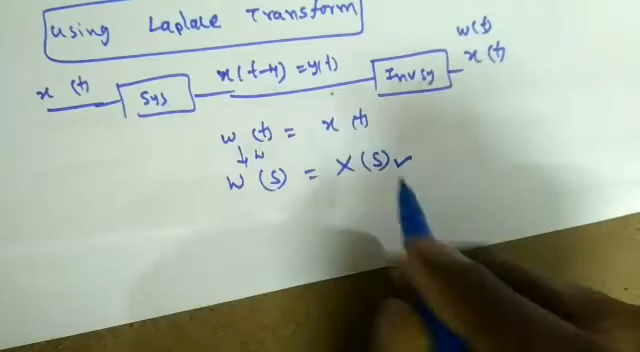 using Laplace Transform
x (t)
Sys
x(t-4) = y(t)
Invsy
w(t)
x (t)
w (t) = x (t)
w (s) = X (s)